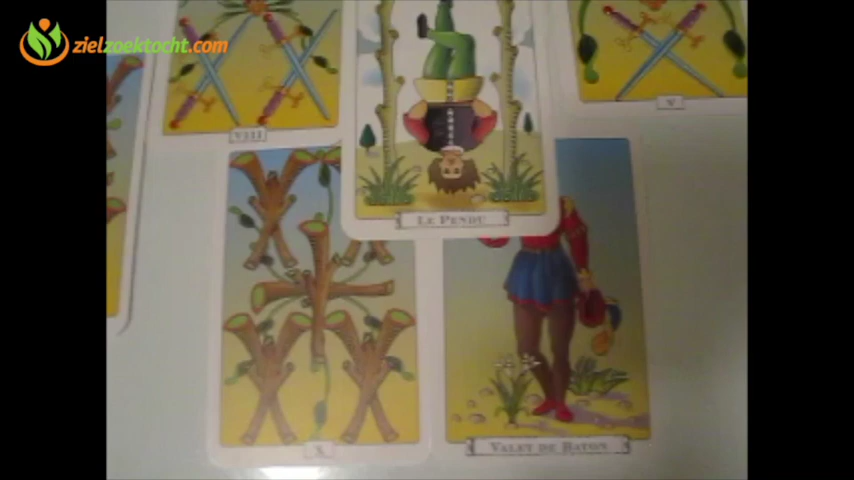 zielzoektocht.com
VIII
V
LE PENDU
X
VALET DE BATON